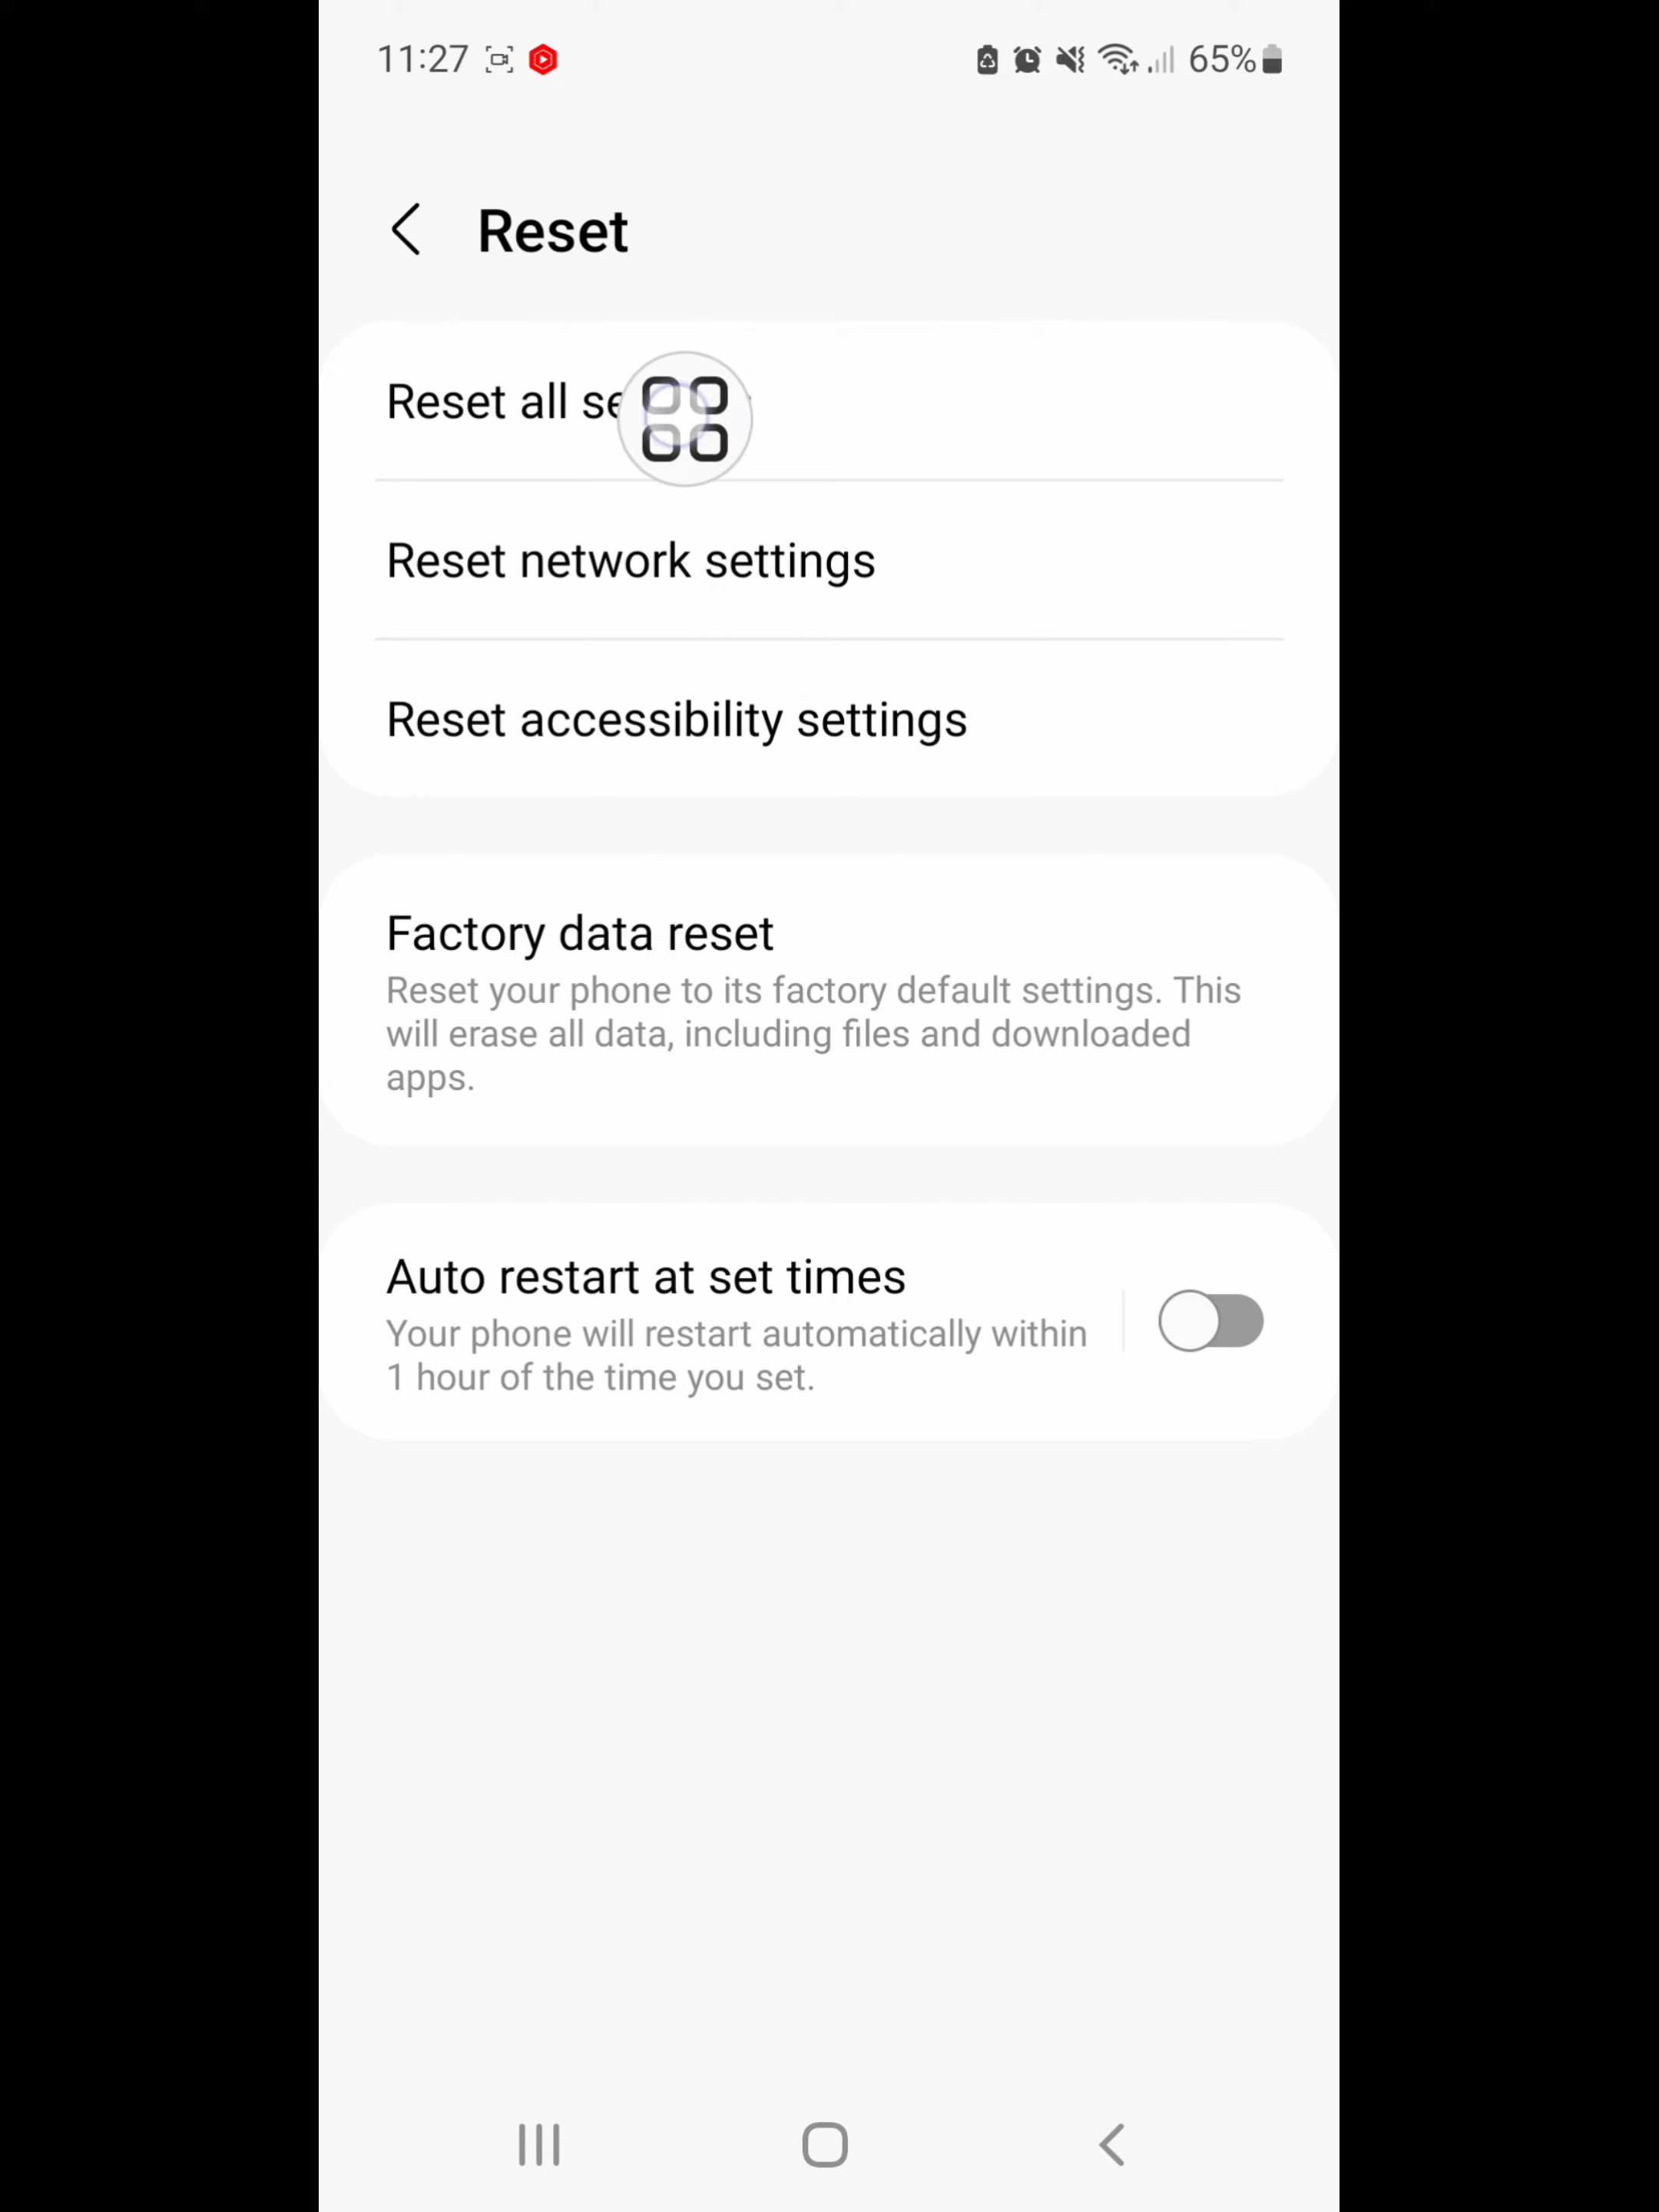 11:27
65%
Reset
Reset all se
Reset network settings
Reset accessibility settings
Factory data reset
Reset your phone to its factory default settings. This
will erase all data, including files and downloaded
apps.
Auto restart at set times
Your phone will restart automatically within
1 hour of the time you set.